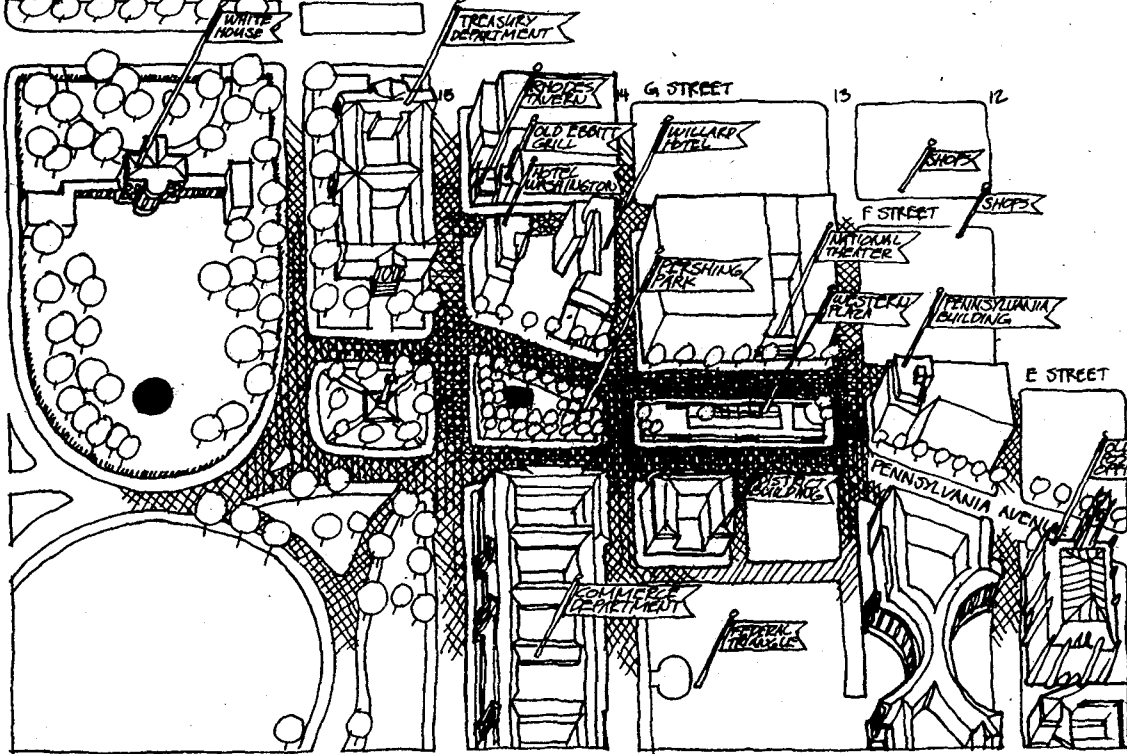 WHITE
HOUSE
TREASURY
DEPARTMENT
15
RHODES
TAVERN
14
G STREET
13
12
OLD EBBITT
GRILL
WILLARD
HOTEL
SHOPS
HOTEL
WASHINGTON
SHOPS
F STREET
NATIONAL
THEATER
PERSHING
PARK
WESTERN
PLAZA
PENNSYLVANIA
BUILDING
E STREET
PENNSYLVANIA AVENUE
DISTRICT
BUILDING
COMMERCE
DEPARTMENT
FEDERAL
TRIANGLE